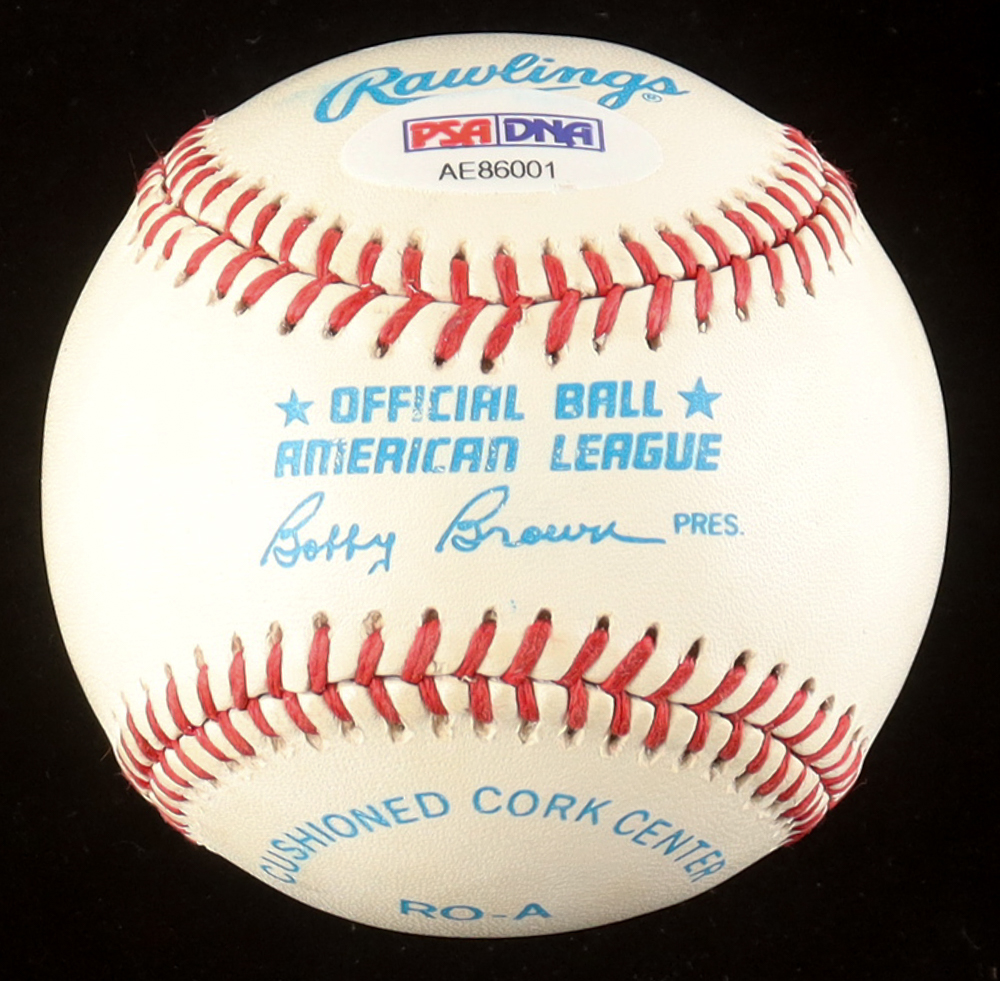 Rawlings®
PSA DNA
AE86001
★ OFFICIAL BALL ★
AMERICAN LEAGUE
Bobby Brown PRES.
CUSHIONED CORK CENTER
RO-A